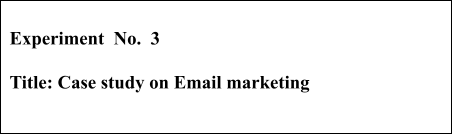 Experiment No. 3
Title: Case study on Email marketing